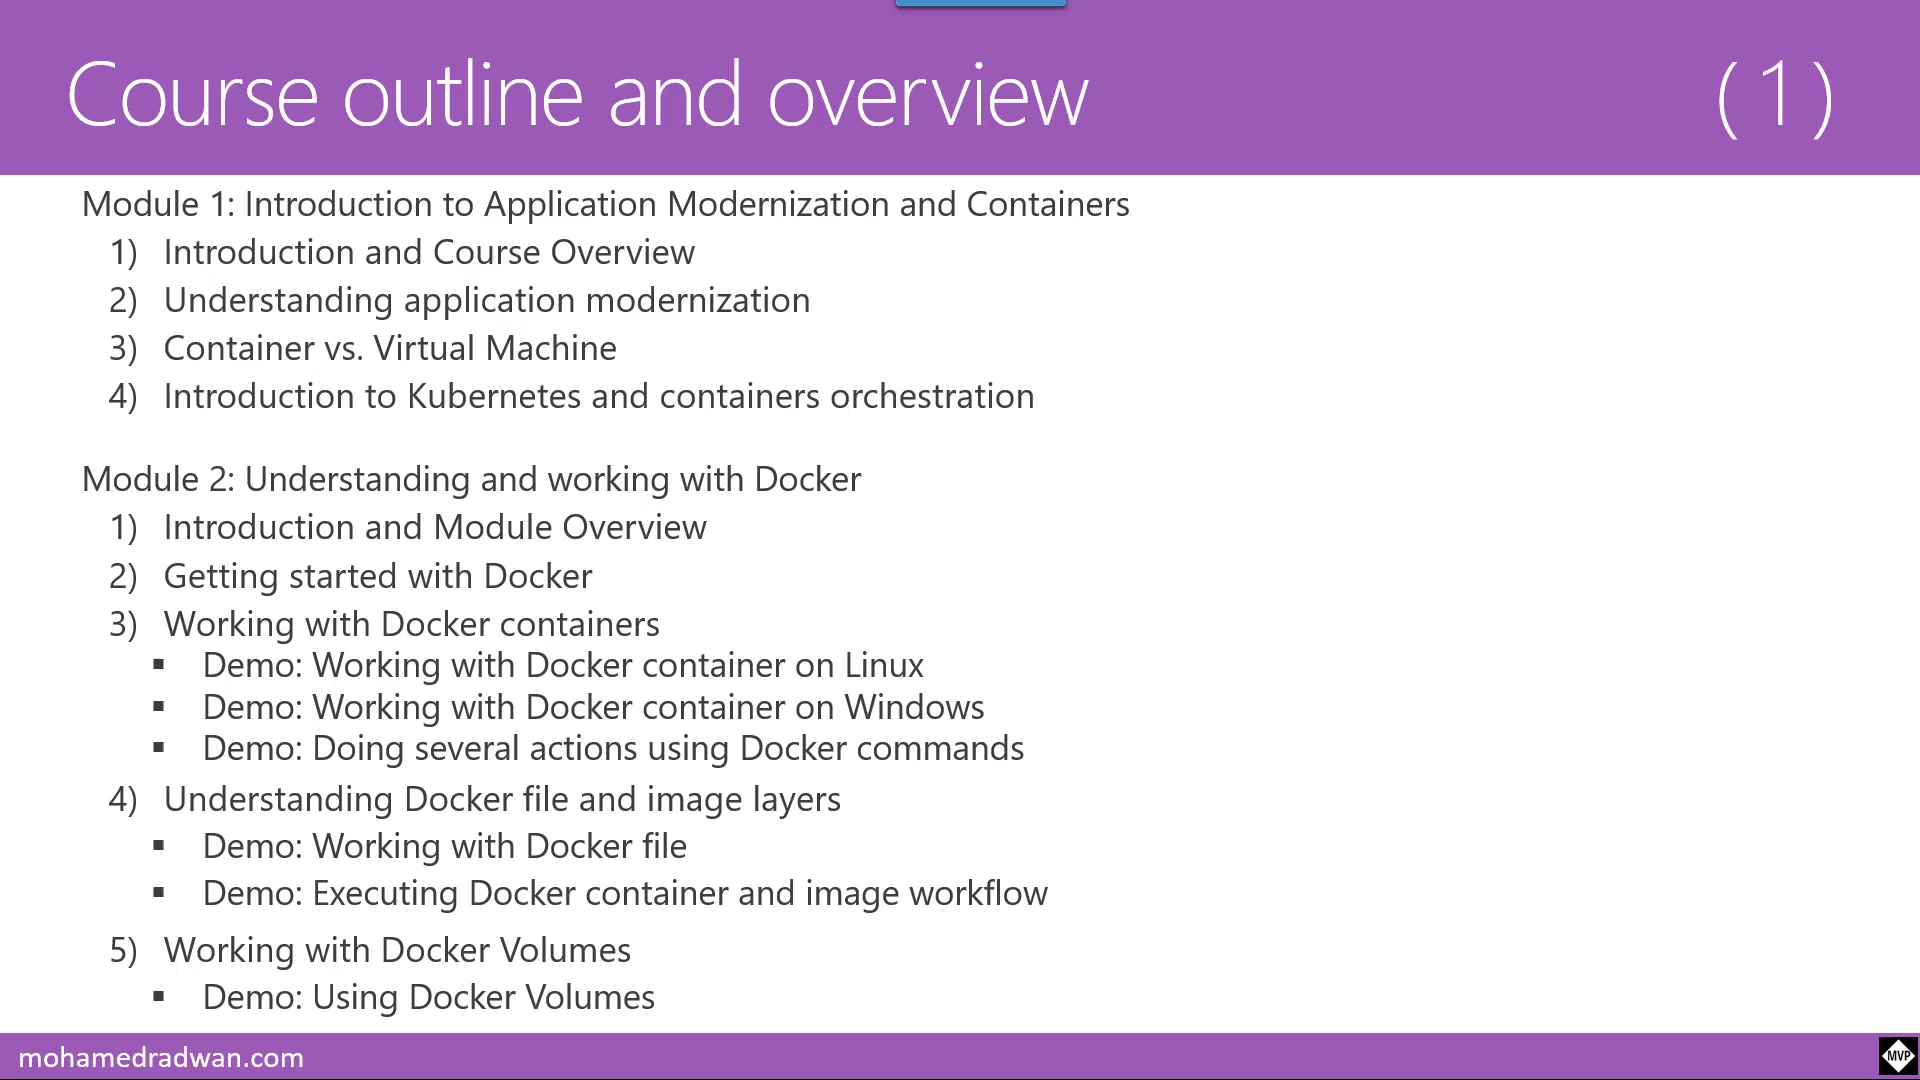 Course outline and overview (1)
Module 1: Introduction to Application Modernization and Containers
1) Introduction and Course Overview
2) Understanding application modernization
3) Container vs. Virtual Machine
4) Introduction to Kubernetes and containers orchestration
Module 2: Understanding and working with Docker
1) Introduction and Module Overview
2) Getting started with Docker
3) Working with Docker containers
▪ Demo: Working with Docker container on Linux
▪ Demo: Working with Docker container on Windows
▪ Demo: Doing several actions using Docker commands
4) Understanding Docker file and image layers
▪ Demo: Working with Docker file
▪ Demo: Executing Docker container and image workflow
5) Working with Docker Volumes
▪ Demo: Using Docker Volumes
mohamedradwan.com
MVP